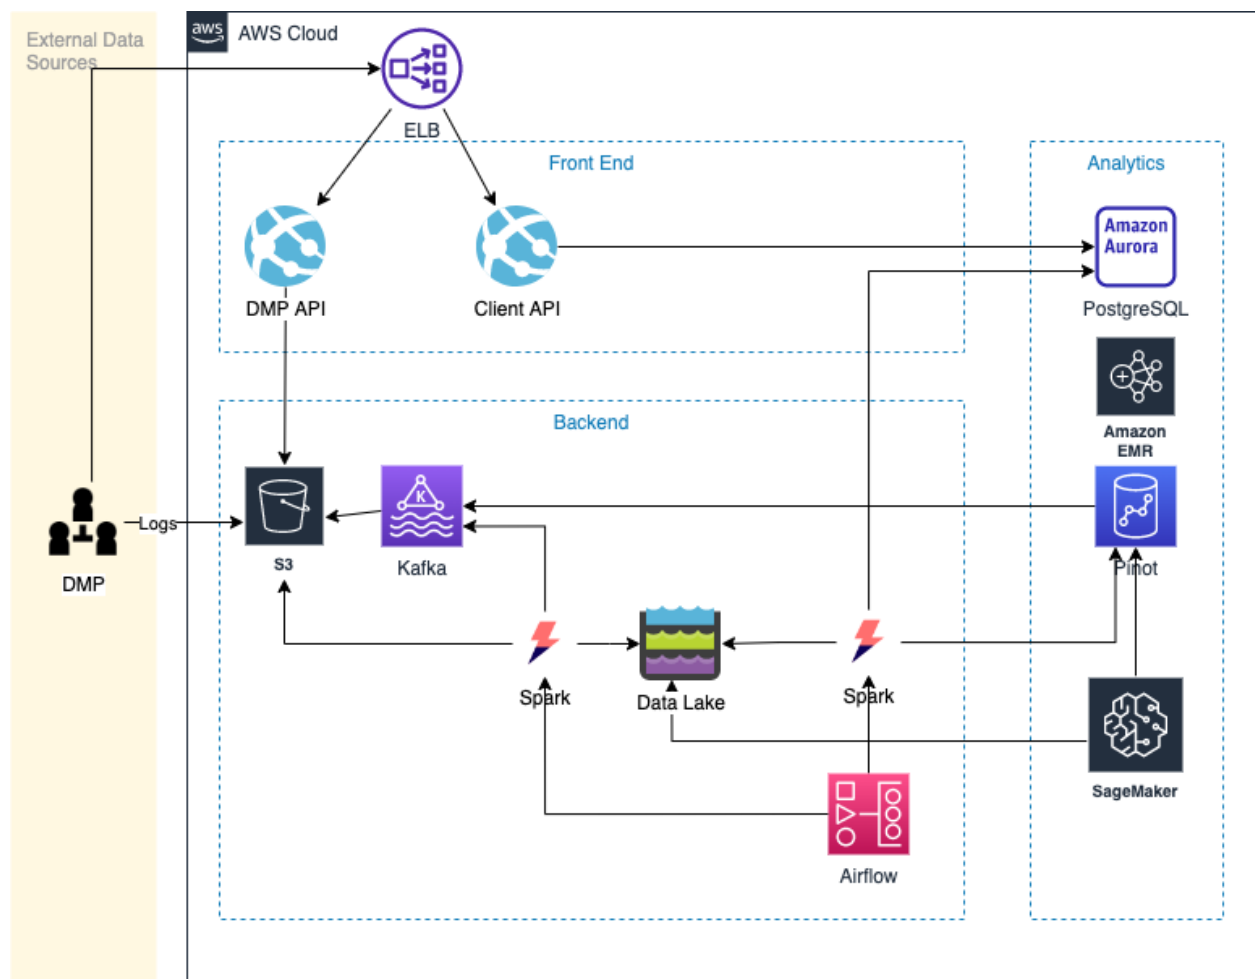 External Data
Sources
aws
AWS Cloud
ELB
Front End
Analytics
Amazon
Aurora
DMP API
Client API
PostgreSQL
Backend
Amazon
EMR
K
Logs
S3
Kafka
Pinot
DMP
Spark
Data Lake
Spark
SageMaker
Airflow